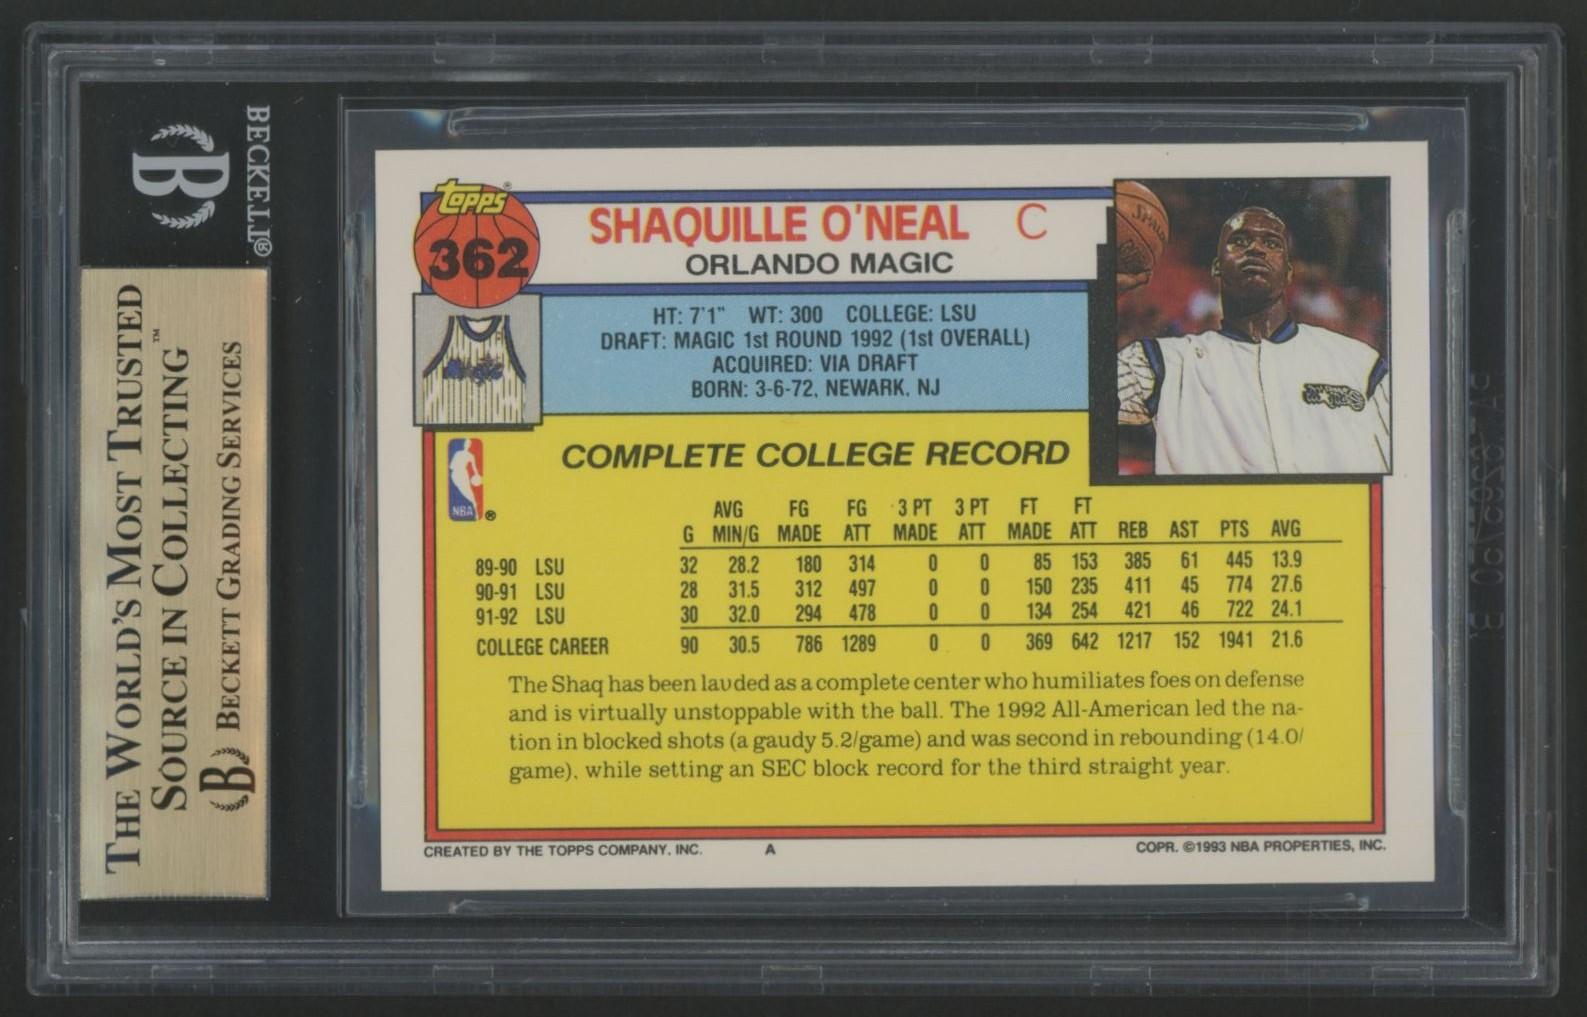 BECKETT®
B
THE WORLD'S MOST TRUSTED
SOURCE IN COLLECTING™
B BECKETT GRADING SERVICES
topps®
362
SHAQUILLE O'NEAL C
ORLANDO MAGIC
HT: 7'1" WT: 300 COLLEGE: LSU
DRAFT: MAGIC 1st ROUND 1992 (1st OVERALL)
ACQUIRED: VIA DRAFT
BORN: 3-6-72, NEWARK, NJ
NBA ®
COMPLETE COLLEGE RECORD
AVG FG FG 3 PT 3 PT FT FT
G MIN/G MADE ATT MADE ATT MADE ATT REB AST PTS AVG
89-90 LSU 32 28.2 180 314 0 0 85 153 385 61 445 13.9
90-91 LSU 28 31.5 312 497 0 0 150 235 411 45 774 27.6
91-92 LSU 30 32.0 294 478 0 0 134 254 421 46 722 24.1
COLLEGE CAREER 90 30.5 786 1289 0 0 369 642 1217 152 1941 21.6
The Shaq has been lauded as a complete center who humiliates foes on defense
and is virtually unstoppable with the ball. The 1992 All-American led the na-
tion in blocked shots (a gaudy 5.2/game) and was second in rebounding (14.0/
game), while setting an SEC block record for the third straight year.
CREATED BY THE TOPPS COMPANY, INC. A COPR. ©1993 NBA PROPERTIES, INC.